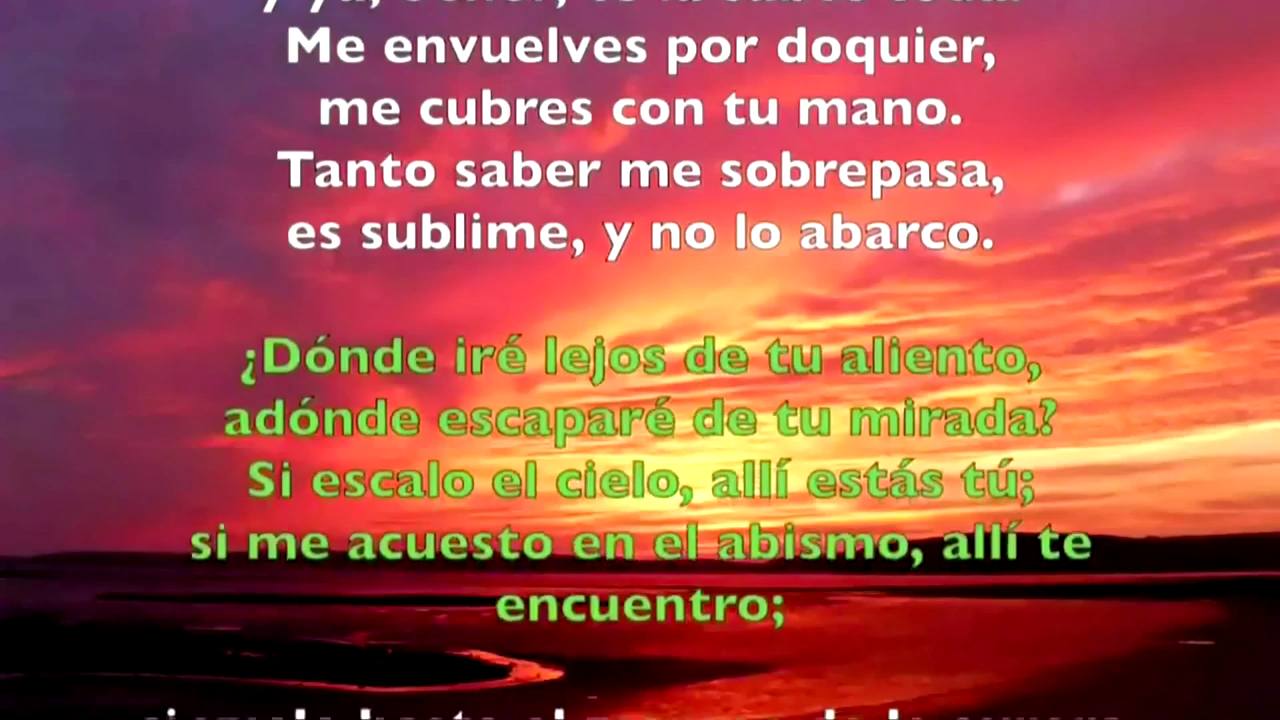 Me envuelves por doquier,
me cubres con tu mano.
Tanto saber me sobrepasa,
es sublime, y no lo abarco.
¿Dónde iré lejos de tu aliento,
adónde escaparé de tu mirada?
Si escalo el cielo, allí estás tú;
si me acuesto en el abismo, allí te
encuentro;